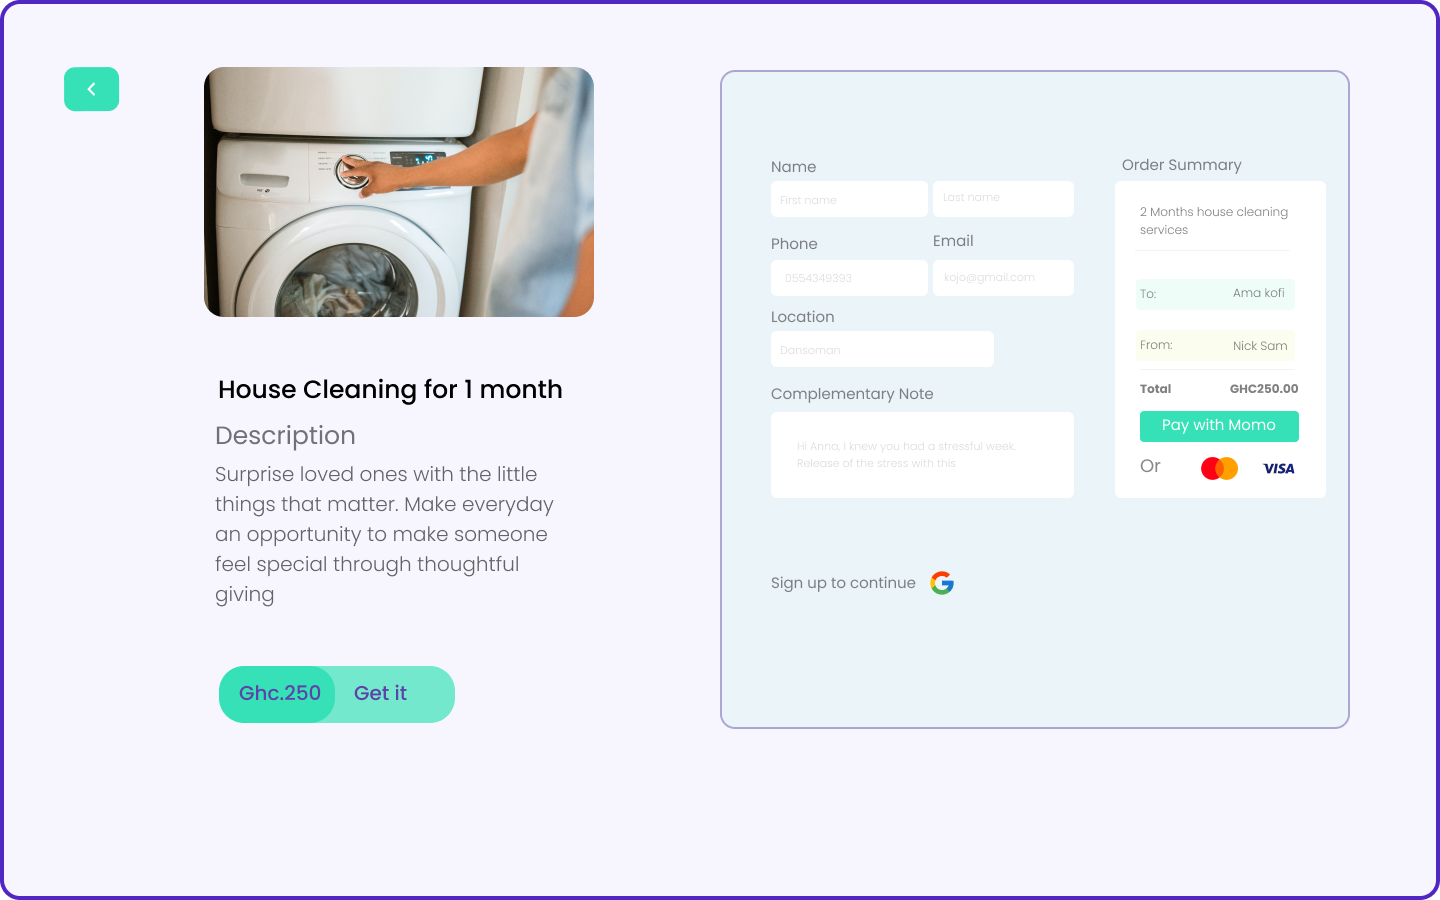 House Cleaning for 1 month
Description
Surprise loved ones with the little
things that matter. Make everyday
an opportunity to make someone
feel special through thoughtful
giving
Ghc.250 Get it
Name
First name Last name
Phone Email
0554349393 kojo@gmail.com
Location
Dansoman
Complementary Note
Hi Anna, I knew you had a stressful week.
Release of the stress with this
Sign up to continue
Order Summary
2 Months house cleaning
services
To: Ama kofi
From: Nick Sam
Total GHC250.00
Pay with Momo
Or VISA